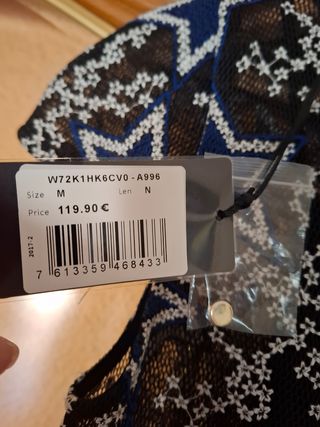 W72K1HK6CV0-A996
Size M Len N
Price 119.90 €
2017-2
7 613359 468433